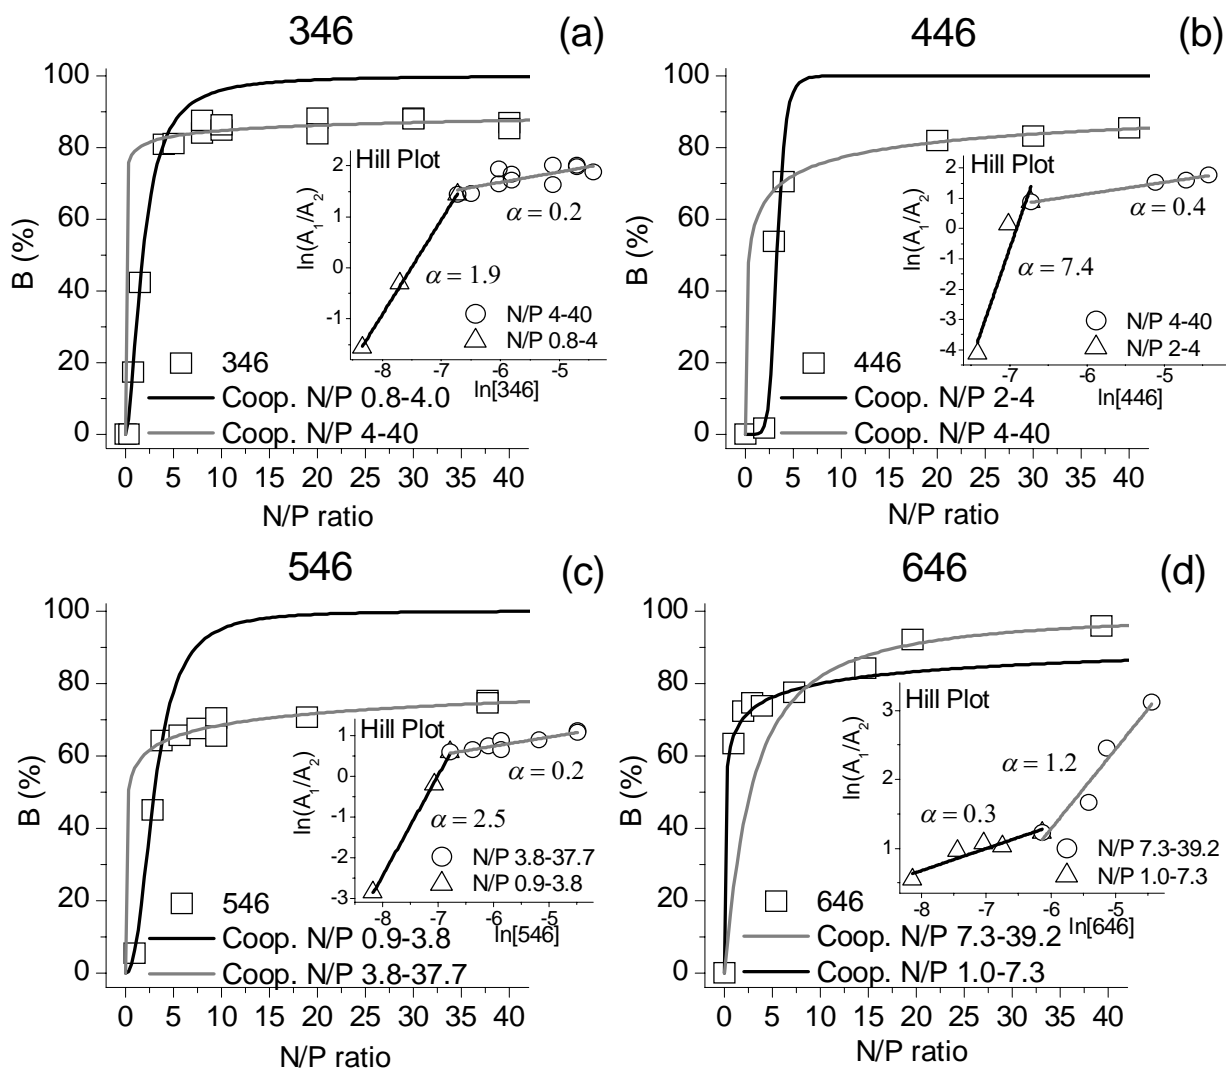 346
(a)
100
80
60
40
20
0
B (%)
Hill Plot
2
1
0
-1
ln(A1/A2)
α = 0.2
α = 1.9
N/P 4-40
N/P 0.8-4
-8 -7 -6 -5
ln[346]
346
Coop. N/P 0.8-4.0
Coop. N/P 4-40
0 5 10 15 20 25 30 35 40
N/P ratio
446
(b)
100
80
60
40
20
0
B (%)
Hill Plot
2
1
0
-1
-2
-3
-4
ln(A1/A2)
α = 0.4
α = 7.4
N/P 4-40
N/P 2-4
-7 -6 -5
ln[446]
446
Coop. N/P 2-4
Coop. N/P 4-40
0 5 10 15 20 25 30 35 40
N/P ratio
546
(c)
100
80
60
40
20
0
B (%)
Hill Plot
1
0
-1
-2
-3
ln(A1/A2)
α = 0.2
α = 2.5
N/P 3.8-37.7
N/P 0.9-3.8
-8 -7 -6 -5
ln[546]
546
Coop. N/P 0.9-3.8
Coop. N/P 3.8-37.7
0 5 10 15 20 25 30 35 40
N/P ratio
646
(d)
100
80
60
40
20
0
B (%)
Hill Plot
3
2
1
ln(A1/A2)
α = 1.2
α = 0.3
N/P 7.3-39.2
N/P 1.0-7.3
-8 -7 -6 -5
ln[646]
646
Coop. N/P 7.3-39.2
Coop. N/P 1.0-7.3
0 5 10 15 20 25 30 35 40
N/P ratio